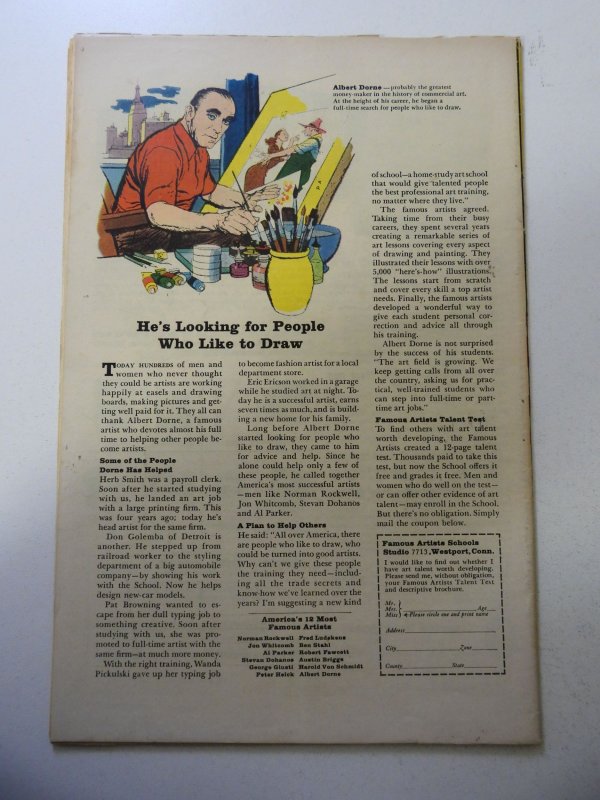 Albert Dorne—probably the greatest
money-maker in the history of commercial art.
At the height of his career, he began a
full-time search for people who like to draw.
He's Looking for People
Who Like to Draw
TODAY HUNDREDS of men and
women who never thought
they could be artists are working
happily at easels and drawing
boards, making pictures and get-
ting well paid for it. They all can
thank Albert Dorne, a famous
artist who devotes almost his full
time to helping other people be-
come artists.
Some of the People
Dorne Has Helped
Herb Smith was a payroll clerk.
Soon after he started studying
with us, he landed an art job
with a large printing firm. This
was four years ago; today he's
head artist for the same firm.
Don Golemba of Detroit is
another. He stepped up from
railroad worker to the styling
department of a big automobile
company—by showing his work
with the School. Now he helps
design new-car models.
Pat Browning wanted to es-
cape from her dull typing job to
something creative. Soon after
studying with us, she was pro-
moted to full-time artist with the
same firm—at much more money.
With the right training, Wanda
Pickulski gave up her typing job
to become fashion artist for a local
department store.
Eric Ericson worked in a garage
while he studied art at night. To-
day he is a successful artist, earns
seven times as much, and is build-
ing a new home for his family.
Long before Albert Dorne
started looking for people who
like to draw, they came to him
for advice and help. Since he
alone could help only a few of
these people, he called together
America's most successful artists
—men like Norman Rockwell,
Jon Whitcomb, Stevan Dohanos
and Al Parker.
A Plan to Help Others
He said: "All over America, there
are people who like to draw, who
could be turned into good artists.
Why can't we give these people
the training they need—includ-
ing all the trade secrets and
know-how we've learned over the
years? I'm suggesting a new kind
America's 12 Most
Famous Artists
Norman Rockwell Fred Ludekens
Jon Whitcomb Ben Stahl
Al Parker Robert Fawcett
Stevan Dohanos Austin Briggs
George Giusti Harold Von Schmidt
Peter Helck Albert Dorne
of school—a home-study art school
that would give talented people
the best professional art training,
no matter where they live."
The famous artists agreed.
Taking time from their busy
careers, they spent several years
creating a remarkable series of
art lessons covering every aspect
of drawing and painting. They
illustrated their lessons with over
5,000 "here's-how" illustrations.
The lessons start from scratch
and cover every skill a top artist
needs. Finally, the famous artists
developed a wonderful way to
give each student personal cor-
rection and advice all through
his training.
Albert Dorne is not surprised
by the success of his students.
"The art field is growing. We
keep getting calls from all over
the country, asking us for prac-
tical, well-trained students who
can step into full-time or part-
time art jobs."
Famous Artists Talent Test
To find others with art talent
worth developing, the Famous
Artists created a 12-page talent
test. Thousands paid to take this
test, but now the School offers it
free and grades it free. Men and
women who do well on the test—
or can offer other evidence of art
talent—may enroll in the School.
But there's no obligation. Simply
mail the coupon below.
Famous Artists Schools
Studio 7713, Westport, Conn.
I would like to find out whether I
have art talent worth developing.
Please send me, without obligation,
your Famous Artists Talent Test
and descriptive brochure.
Mr.
Mrs. Age
Miss Please circle one and print name
Address
City Zone
County State